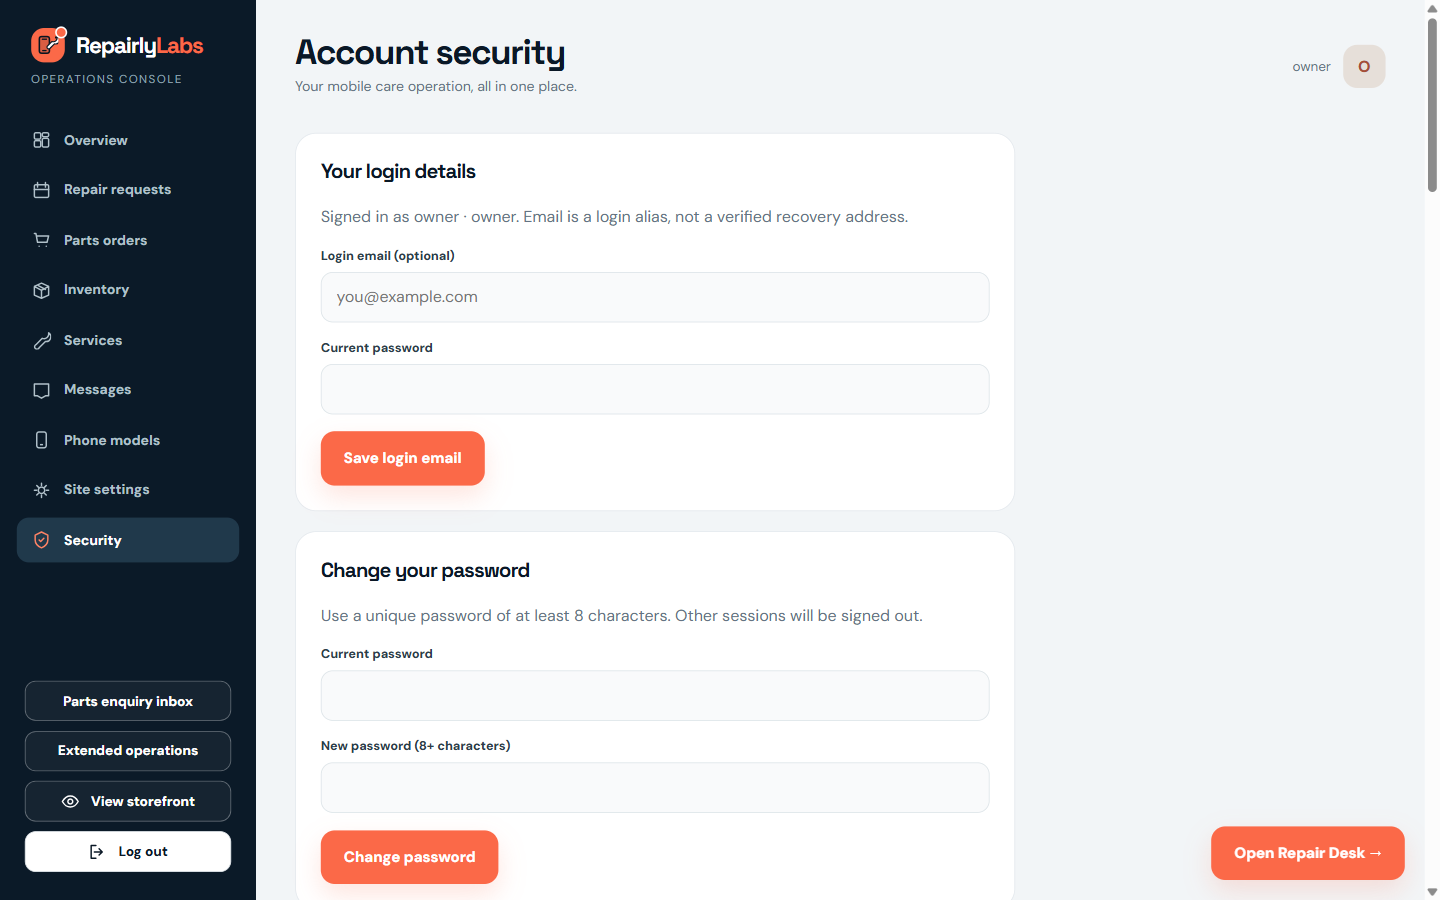 RepairlyLabs
OPERATIONS CONSOLE
Overview
Repair requests
Parts orders
Inventory
Services
Messages
Phone models
Site settings
Security
Parts enquiry inbox
Extended operations
View storefront
Log out
Account security
Your mobile care operation, all in one place.
owner
O
Your login details
Signed in as owner · owner. Email is a login alias, not a verified recovery address.
Login email (optional)
you@example.com
Current password
Save login email
Change your password
Use a unique password of at least 8 characters. Other sessions will be signed out.
Current password
New password (8+ characters)
Change password
Open Repair Desk →